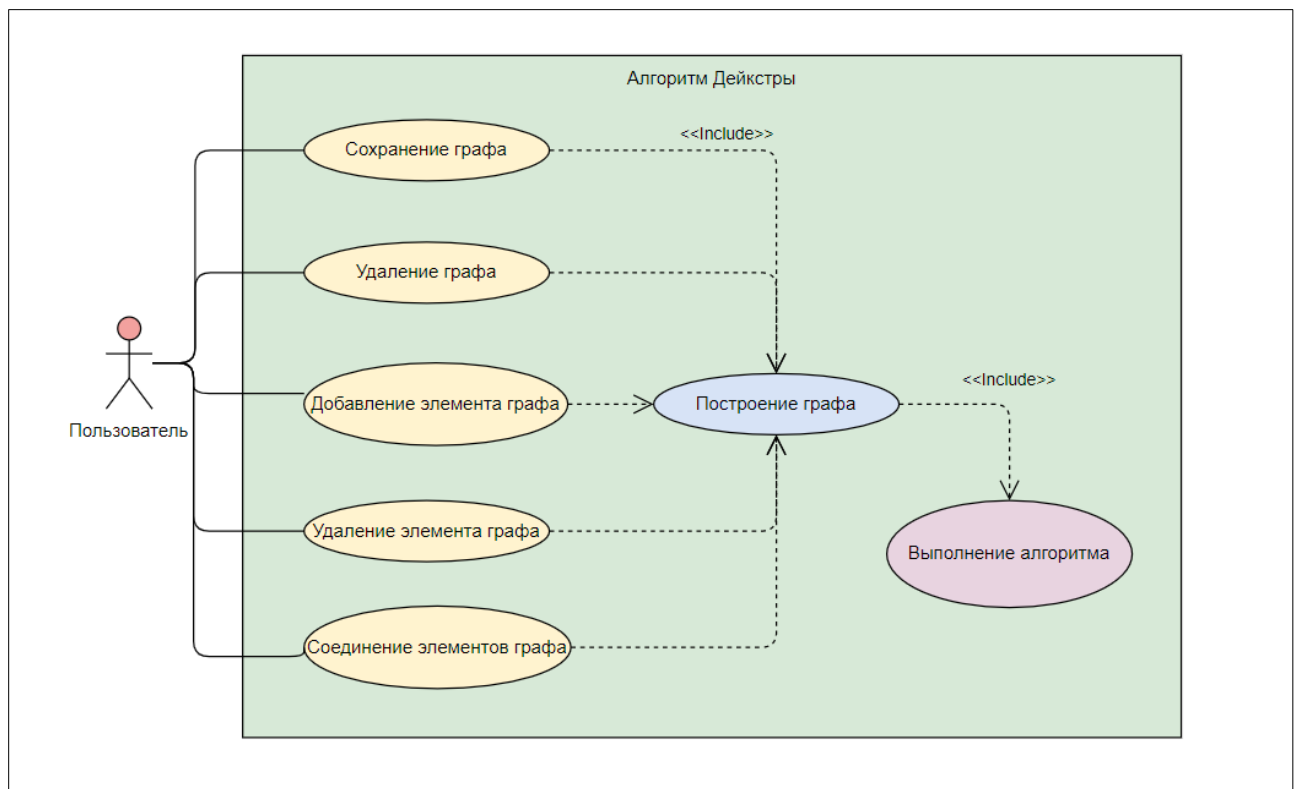 Алгоритм Дейкстры
<<Include>>
Сохранение графа
Удаление графа
Добавление элемента графа
Построение графа
<<Include>>
Пользователь
Удаление элемента графа
Выполнение алгоритма
Соединение элементов графа